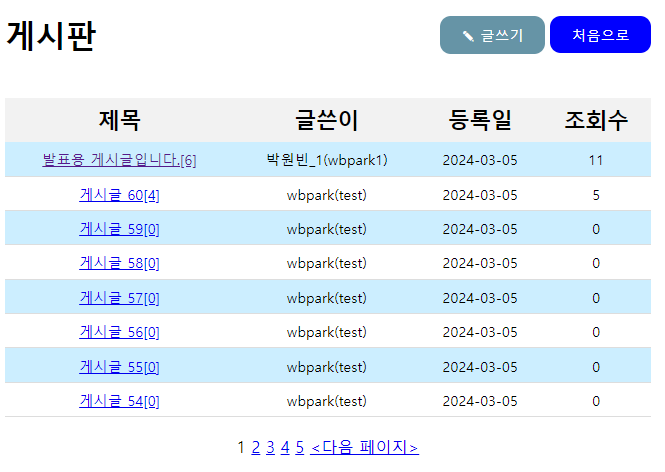 게시판
✏ 글쓰기 처음으로
제목 글쓴이 등록일 조회수
발표용 게시글입니다.[6] 박원빈_1(wbpark1) 2024-03-05 11
게시글 60[4] wbpark(test) 2024-03-05 5
게시글 59[0] wbpark(test) 2024-03-05 0
게시글 58[0] wbpark(test) 2024-03-05 0
게시글 57[0] wbpark(test) 2024-03-05 0
게시글 56[0] wbpark(test) 2024-03-05 0
게시글 55[0] wbpark(test) 2024-03-05 0
게시글 54[0] wbpark(test) 2024-03-05 0
1 2 3 4 5 <다음 페이지>